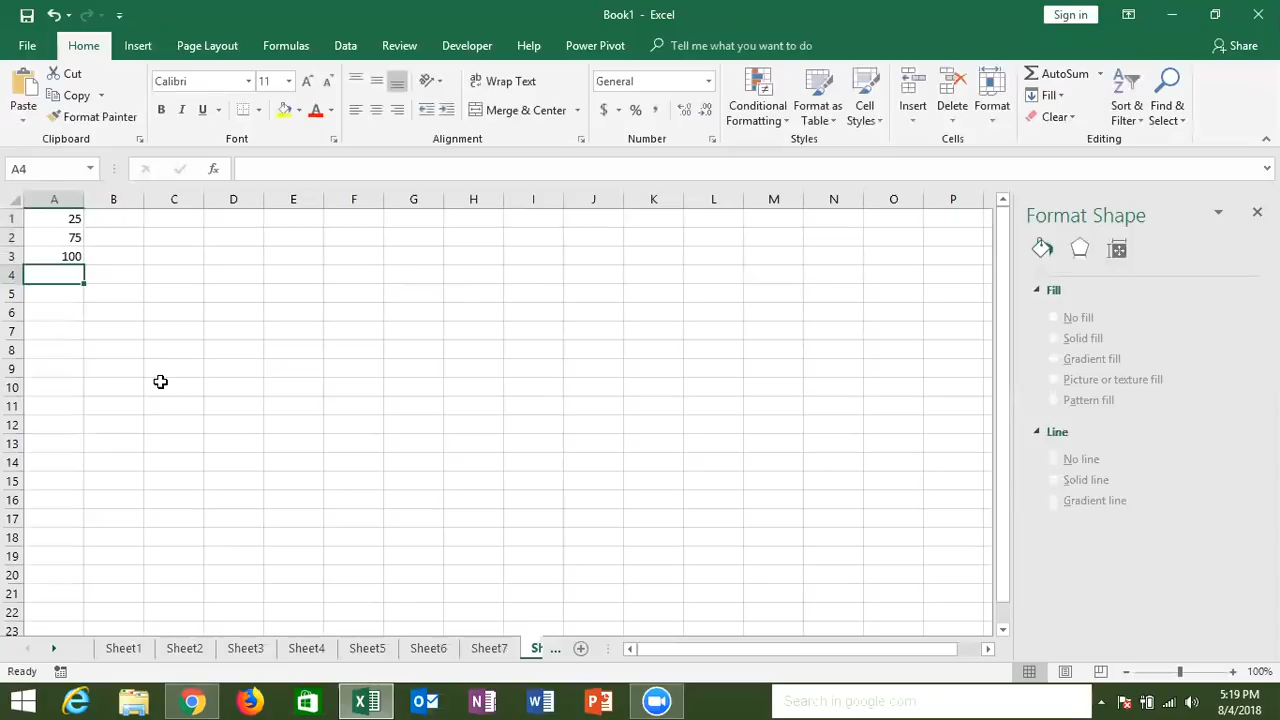 Book1 - Excel
Sign in
File Home Insert Page Layout Formulas Data Review View Developer Help Power Pivot Tell me what you want to do Share
Paste
Cut
Copy
Format Painter
Clipboard
Calibri 11
B I U
Font
Wrap Text
Merge & Center
Alignment
General
$ % ,
Number
Conditional Formatting
Format as Table
Cell Styles
Styles
Insert
Delete
Format
Cells
AutoSum
Fill
Clear
Sort & Filter
Find & Select
Editing
A4
fx
A B C D E F G H I J K L M N O P
1 25
2 75
3 100
4
5
6
7
8
9
10
11
12
13
14
15
16
17
18
19
20
21
22
23
Format Shape
Fill
No fill
Solid fill
Gradient fill
Picture or texture fill
Pattern fill
Line
No line
Solid line
Gradient line
Sheet1 Sheet2 Sheet3 Sheet4 Sheet5 Sheet6 Sheet7 Sh ...
Ready
100%
Search in google.com
5:19 PM
8/4/2018